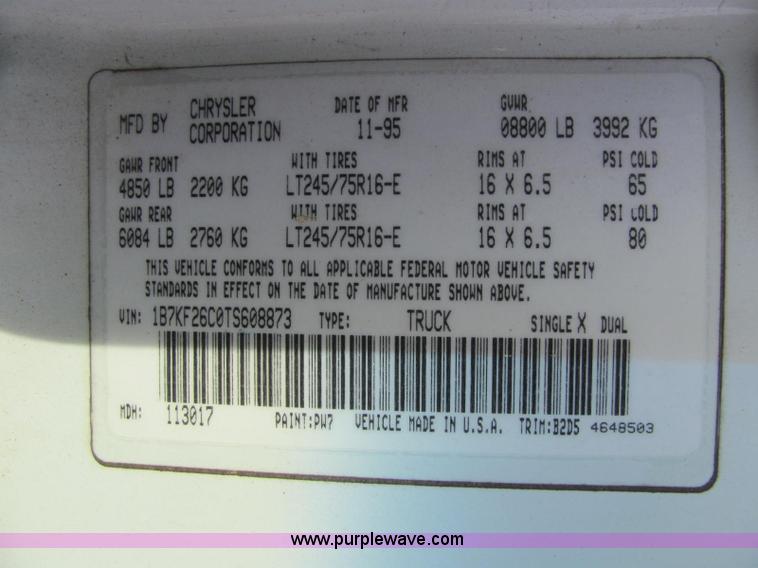 MFD BY CHRYSLER CORPORATION DATE OF MFR 11-95 GVWR 08800 LB 3992 KG
GAWR FRONT WITH TIRES RIMS AT PSI COLD
4850 LB 2200 KG LT245/75R16-E 16 X 6.5 65
GAWR REAR WITH TIRES RIMS AT PSI COLD
6084 LB 2760 KG LT245/75R16-E 16 X 6.5 80
THIS VEHICLE CONFORMS TO ALL APPLICABLE FEDERAL MOTOR VEHICLE SAFETY
STANDARDS IN EFFECT ON THE DATE OF MANUFACTURE SHOWN ABOVE.
VIN: 1B7KF26C0TS608873 TYPE: TRUCK SINGLE X DUAL
MDH: 113017 PAINT:PW7 VEHICLE MADE IN U.S.A. TRIM:B2D5 4648503
www.purplewave.com